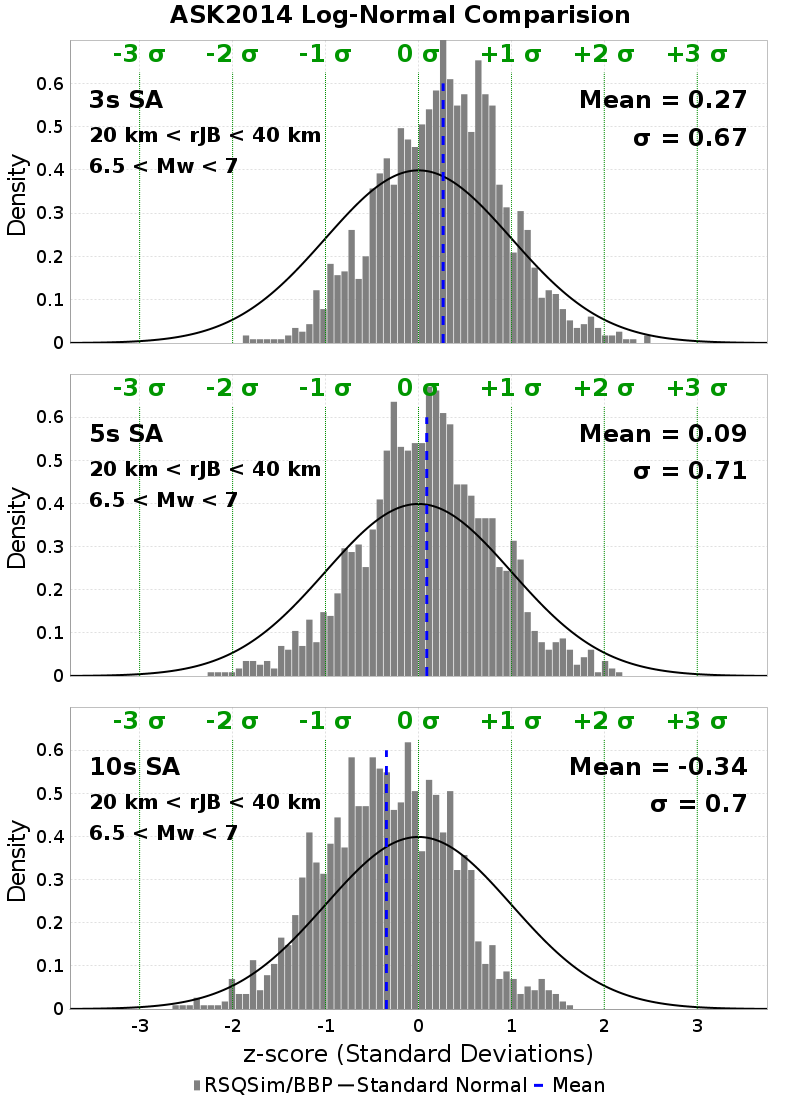 ASK2014 Log-Normal Comparision
-3 σ -2 σ -1 σ 0 σ +1 σ +2 σ +3 σ
3s SA
20 km < rJB < 40 km
6.5 < Mw < 7
Mean = 0.27
σ = 0.67
Density
0.6
0.5
0.4
0.3
0.2
0.1
0
-3 σ -2 σ -1 σ 0 σ +1 σ +2 σ +3 σ
5s SA
20 km < rJB < 40 km
6.5 < Mw < 7
Mean = 0.09
σ = 0.71
Density
0.6
0.5
0.4
0.3
0.2
0.1
0
-3 σ -2 σ -1 σ 0 σ +1 σ +2 σ +3 σ
10s SA
20 km < rJB < 40 km
6.5 < Mw < 7
Mean = -0.34
σ = 0.7
Density
0.6
0.5
0.4
0.3
0.2
0.1
0
-3 -2 -1 0 1 2 3
z-score (Standard Deviations)
RSQSim/BBP Standard Normal Mean